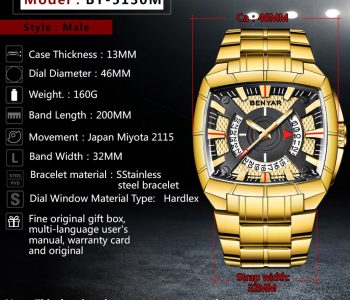 Model: BY-5130M
Style : Male
Ca : 46MM
Case Thickness : 13MM
Dial Diameter : 46MM
Weight. : 160G
Band Length : 200MM
Movement : Japan Miyota 2115
L Band Width : 32MM
STEEL
PVD
Bracelet material : SStainless
steel bracelet
S Dial Window Material Type: Hardlex
Fine original gift box,
multi-language user's
manual, warranty card
and original
BENYAR
Strap width:
32MM